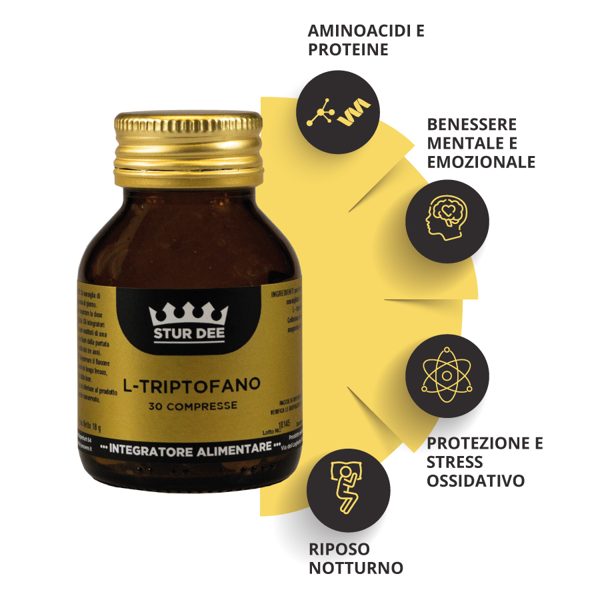 AMINOACIDI E
PROTEINE
BENESSERE
MENTALE E
EMOZIONALE
STUR DEE
L-TRIPTOFANO
30 COMPRESSE
••• INTEGRATORE ALIMENTARE •••
PROTEZIONE E
STRESS
OSSIDATIVO
RIPOSO
NOTTURNO